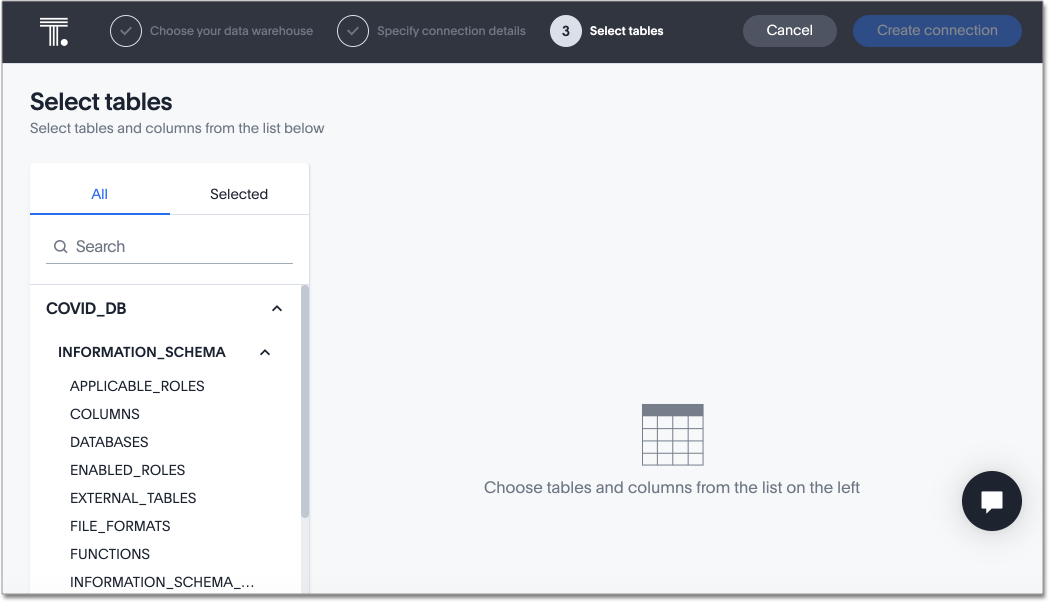 T.
Choose your data warehouse
Specify connection details
3
Select tables
Cancel
Create connection
Select tables
Select tables and columns from the list below
All
Selected
Search
COVID_DB
INFORMATION_SCHEMA
APPLICABLE_ROLES
COLUMNS
DATABASES
ENABLED_ROLES
EXTERNAL_TABLES
FILE_FORMATS
FUNCTIONS
INFORMATION_SCHEMA_...
Choose tables and columns from the list on the left